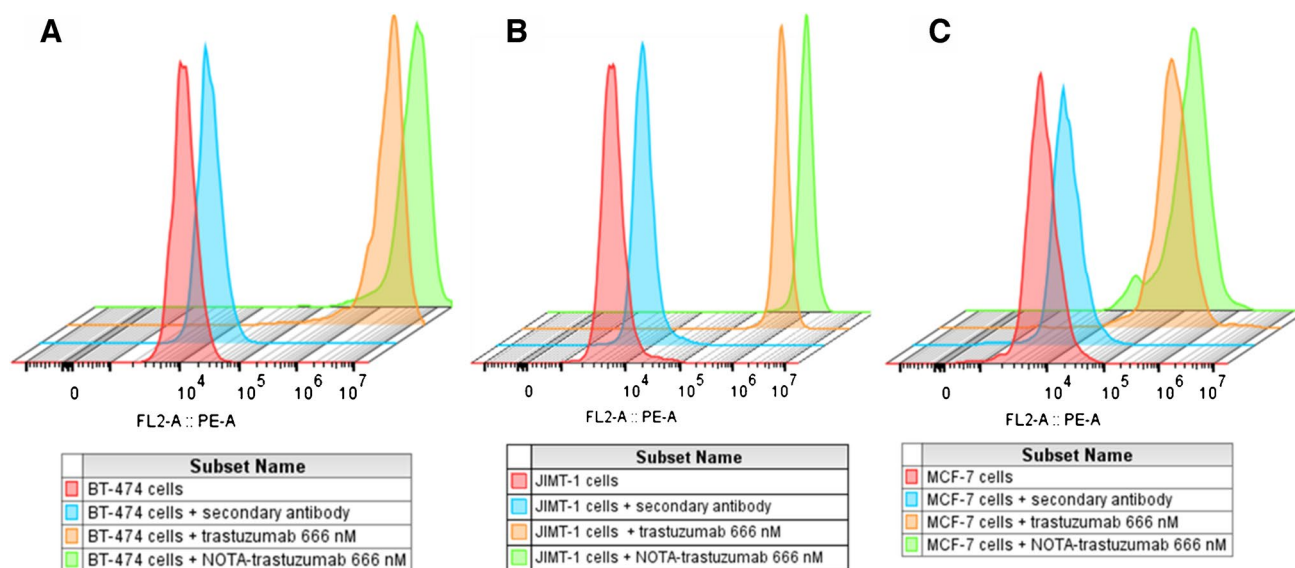 A
B
C
0 10^4 10^5 10^6 10^7
FL2-A :: PE-A
0 10^4 10^5 10^6 10^7
FL2-A :: PE-A
0 10^4 10^5 10^6 10^7
FL2-A :: PE-A
Subset Name
BT-474 cells
BT-474 cells + secondary antibody
BT-474 cells + trastuzumab 666 nM
BT-474 cells + NOTA-trastuzumab 666 nM
Subset Name
JIMT-1 cells
JIMT-1 cells + secondary antibody
JIMT-1 cells + trastuzumab 666 nM
JIMT-1 cells + NOTA-trastuzumab 666 nM
Subset Name
MCF-7 cells
MCF-7 cells + secondary antibody
MCF-7 cells + trastuzumab 666 nM
MCF-7 cells + NOTA-trastuzumab 666 nM